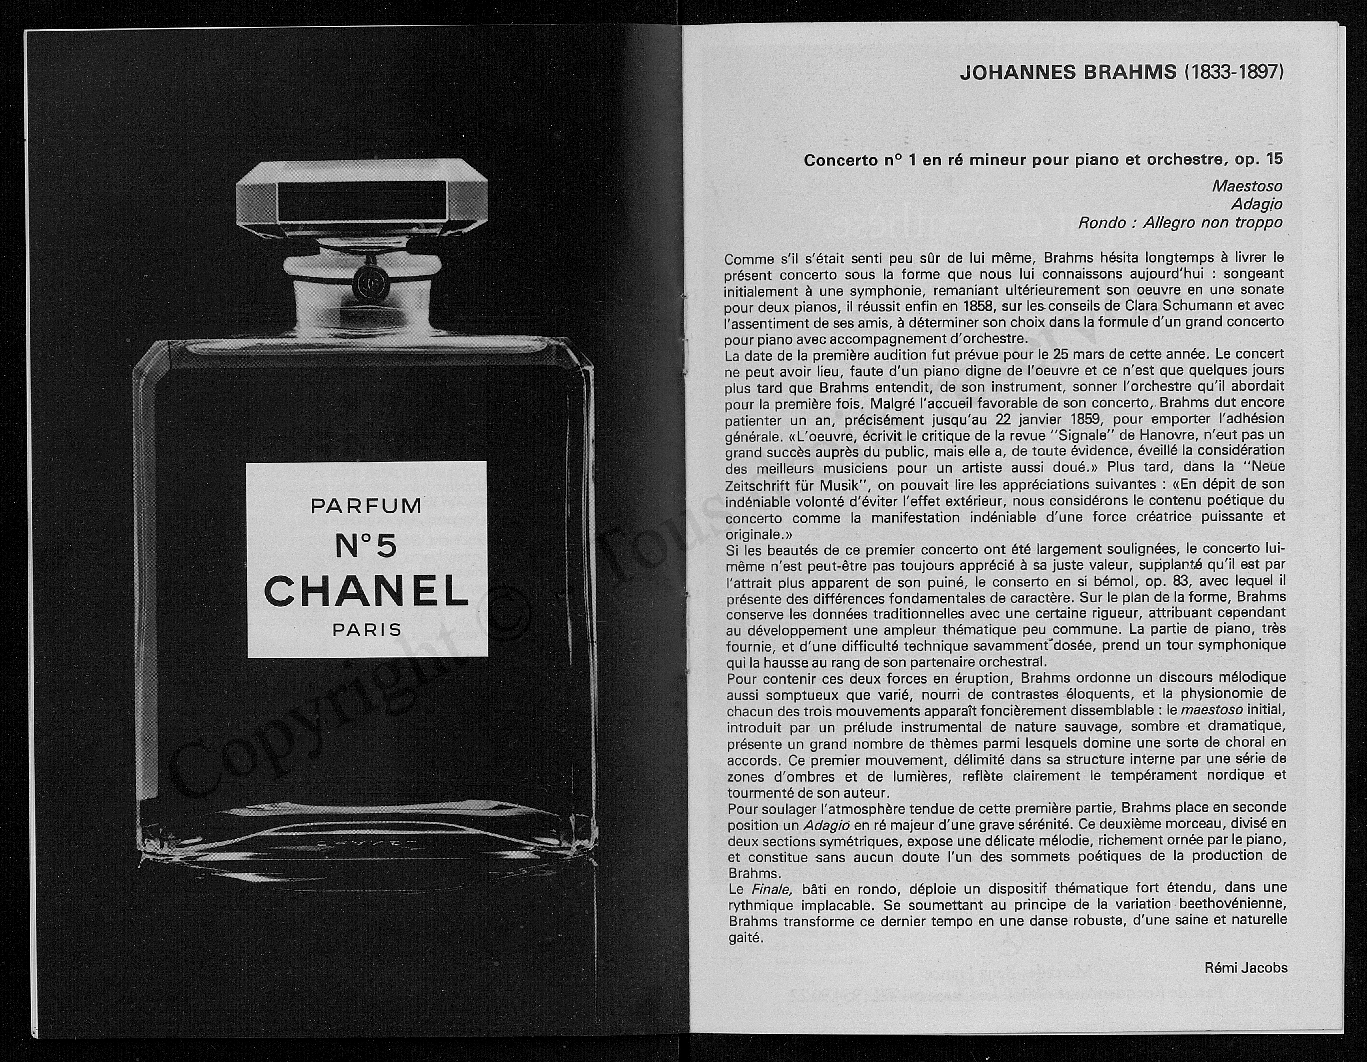 PARFUM
N°5
CHANEL
PARIS
JOHANNES BRAHMS (1833-1897)
Concerto n° 1 en ré mineur pour piano et orchestre, op. 15
Maestoso
Adagio
Rondo : Allegro non troppo
Comme s'il s'était senti peu sûr de lui même, Brahms hésita longtemps à livrer le
présent concerto sous la forme que nous lui connaissons aujourd'hui : songeant
initialement à une symphonie, remaniant ultérieurement son oeuvre en une sonate
pour deux pianos, il réussit enfin en 1858, sur les conseils de Clara Schumann et avec
l'assentiment de ses amis, à déterminer son choix dans la formule d'un grand concerto
pour piano avec accompagnement d'orchestre.
La date de la première audition fut prévue pour le 25 mars de cette année. Le concert
ne peut avoir lieu, faute d'un piano digne de l'oeuvre et ce n'est que quelques jours
plus tard que Brahms entendit, de son instrument, sonner l'orchestre qu'il abordait
pour la première fois. Malgré l'accueil favorable de son concerto, Brahms dut encore
patienter un an, précisément jusqu'au 22 janvier 1859, pour emporter l'adhésion
générale. «L'oeuvre, écrivit le critique de la revue "Signale" de Hanovre, n'eut pas un
grand succès auprès du public, mais elle a, de toute évidence, éveillé la considération
des meilleurs musiciens pour un artiste aussi doué.» Plus tard, dans la "Neue
Zeitschrift für Musik", on pouvait lire les appréciations suivantes : «En dépit de son
indéniable volonté d'éviter l'effet extérieur, nous considérons le contenu poétique du
concerto comme la manifestation indéniable d'une force créatrice puissante et
originale.»
Si les beautés de ce premier concerto ont été largement soulignées, le concerto lui-
même n'est peut-être pas toujours apprécié à sa juste valeur, supplanté qu'il est par
l'attrait plus apparent de son puiné, le conserto en si bémol, op. 83, avec lequel il
présente des différences fondamentales de caractère. Sur le plan de la forme, Brahms
conserve les données traditionnelles avec une certaine rigueur, attribuant cependant
au développement une ampleur thématique peu commune. La partie de piano, très
fournie, et d'une difficulté technique savamment dosée, prend un tour symphonique
qui la hausse au rang de son partenaire orchestral.
Pour contenir ces deux forces en éruption, Brahms ordonne un discours mélodique
aussi somptueux que varié, nourri de contrastes éloquents, et la physionomie de
chacun des trois mouvements apparaît foncièrement dissemblable : le maestoso initial,
introduit par un prélude instrumental de nature sauvage, sombre et dramatique,
présente un grand nombre de thèmes parmi lesquels domine une sorte de choral en
accords. Ce premier mouvement, délimité dans sa structure interne par une série de
zones d'ombres et de lumières, reflète clairement le tempérament nordique et
tourmenté de son auteur.
Pour soulager l'atmosphère tendue de cette première partie, Brahms place en seconde
position un Adagio en ré majeur d'une grave sérénité. Ce deuxième morceau, divisé en
deux sections symétriques, expose une délicate mélodie, richement ornée par le piano,
et constitue sans aucun doute l'un des sommets poétiques de la production de
Brahms.
Le Finale, bâti en rondo, déploie un dispositif thématique fort étendu, dans une
rythmique implacable. Se soumettant au principe de la variation beethovénienne,
Brahms transforme ce dernier tempo en une danse robuste, d'une saine et naturelle
gaité.
Rémi Jacobs
Copyright © Tous